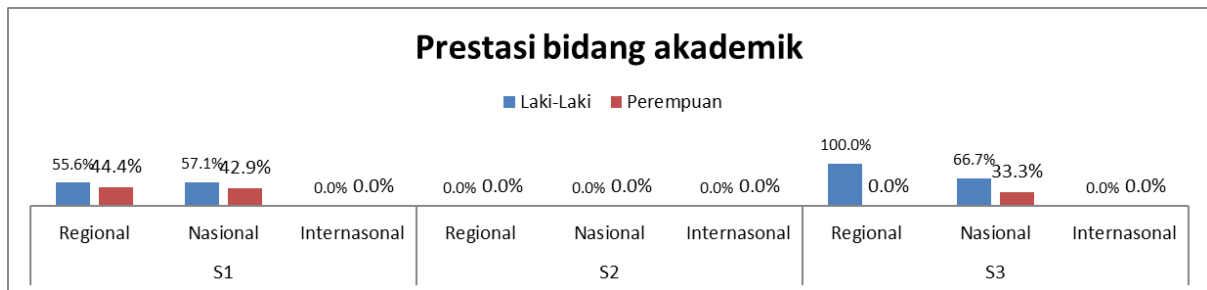 Prestasi bidang akademik
Laki-Laki Perempuan
55.6% 44.4% 57.1% 42.9% 0.0% 0.0% 0.0% 0.0% 0.0% 0.0% 0.0% 0.0% 100.0% 0.0% 66.7% 33.3% 0.0% 0.0%
Regional Nasional Internasonal Regional Nasional Internasonal Regional Nasional Internasonal
S1 S2 S3